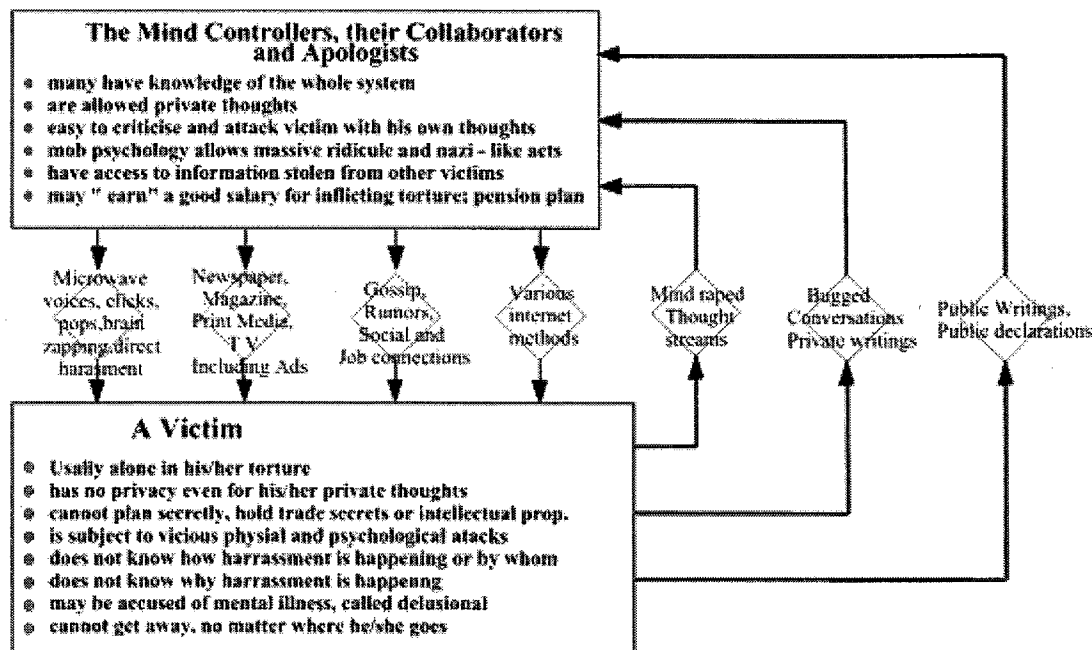 The Mind Controllers, their Collaborators
and Apologists
many have knowledge of the whole system
are allowed private thoughts
easy to criticise and attack victim with his own thoughts
mob psychology allows massive ridicule and nazi - like acts
have access to information stolen from other victims
may " earn" a good salary for inflicting torture; pension plan
Microwave
voices, clicks,
pops,brain
zapping,direct
harasment
Newspaper,
Magazine,
Print Media,
T V
Including Ads
Gossip,
Rumors,
Social and
Job connections
Various
internet
methods
Mind raped
Thought
streams
Bugged
Conversations
Private writings
Public Writings,
Public declarations
A Victim
Usally alone in his/her torture
has no privacy even for his/her private thoughts
cannot plan secretly, hold trade secrets or intellectual prop.
is subject to vicious physial and psychological atacks
does not know how harrassment is happening or by whom
does not know why harrassment is happenng
may be accused of mental illness, called delusional
cannot get away, no matter where he/she goes